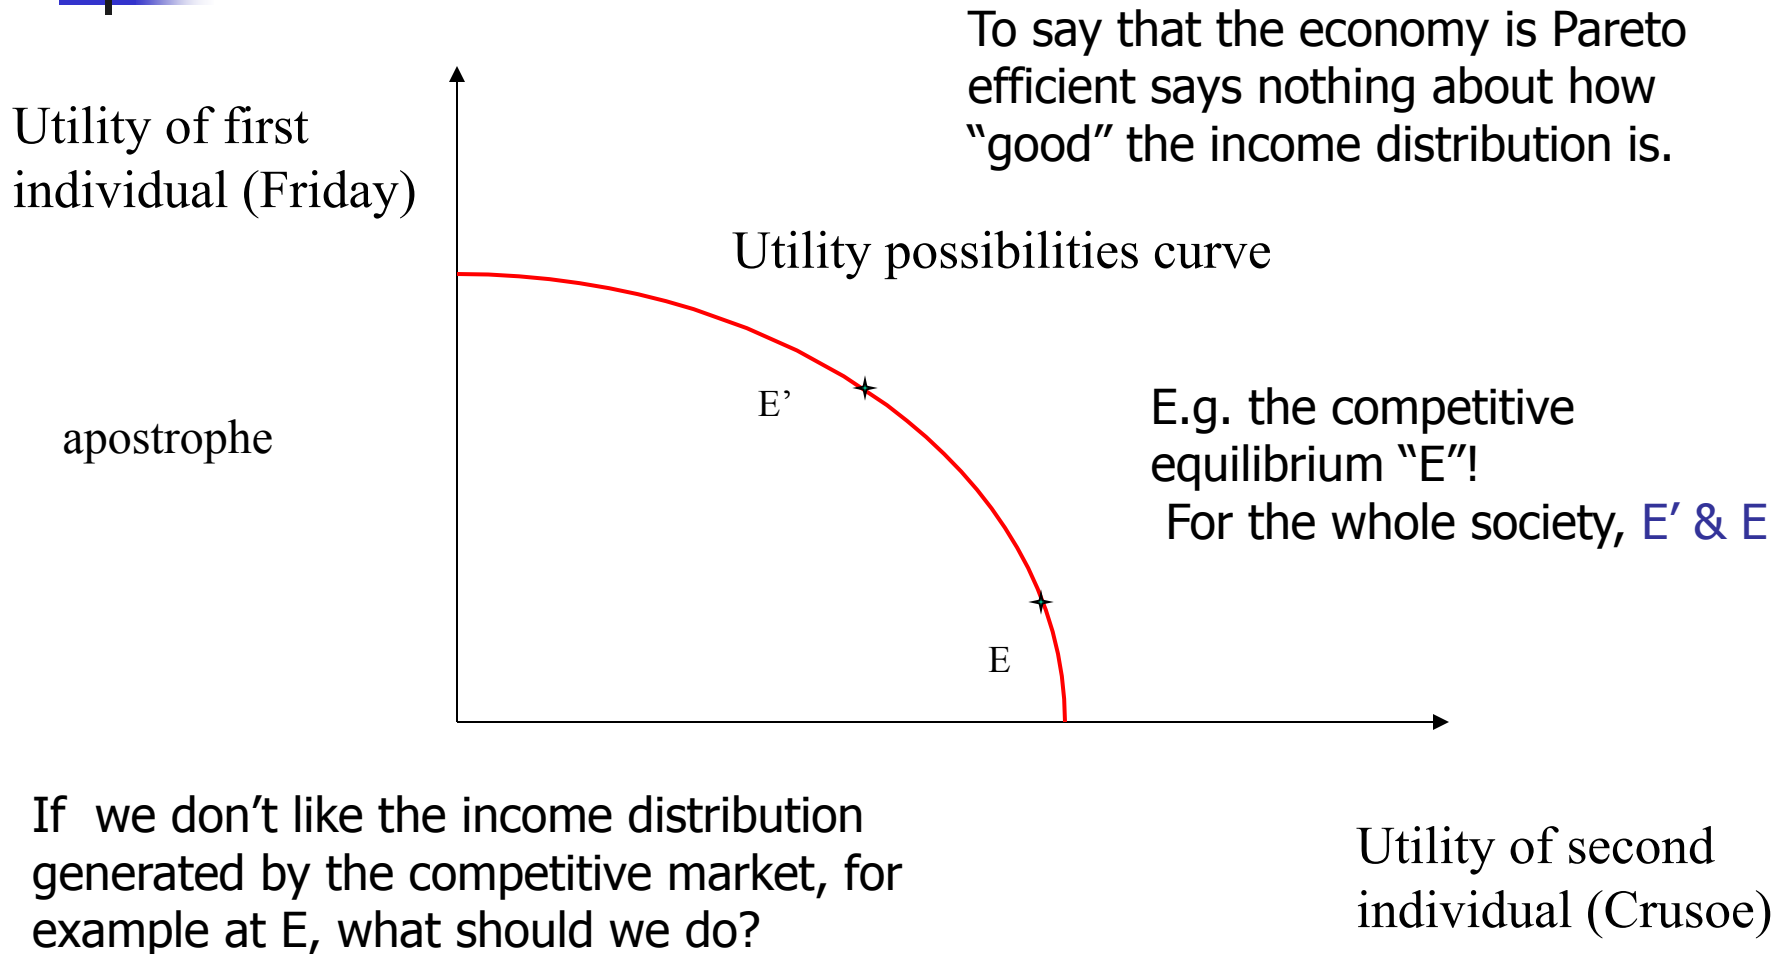 To say that the economy is Pareto
efficient says nothing about how
“good” the income distribution is.
Utility of first
individual (Friday)
Utility possibilities curve
E’
apostrophe
E.g. the competitive
equilibrium “E”!
For the whole society, E’ & E
E
If  we don’t like the income distribution
generated by the competitive market, for
example at E, what should we do?
Utility of second
individual (Crusoe)